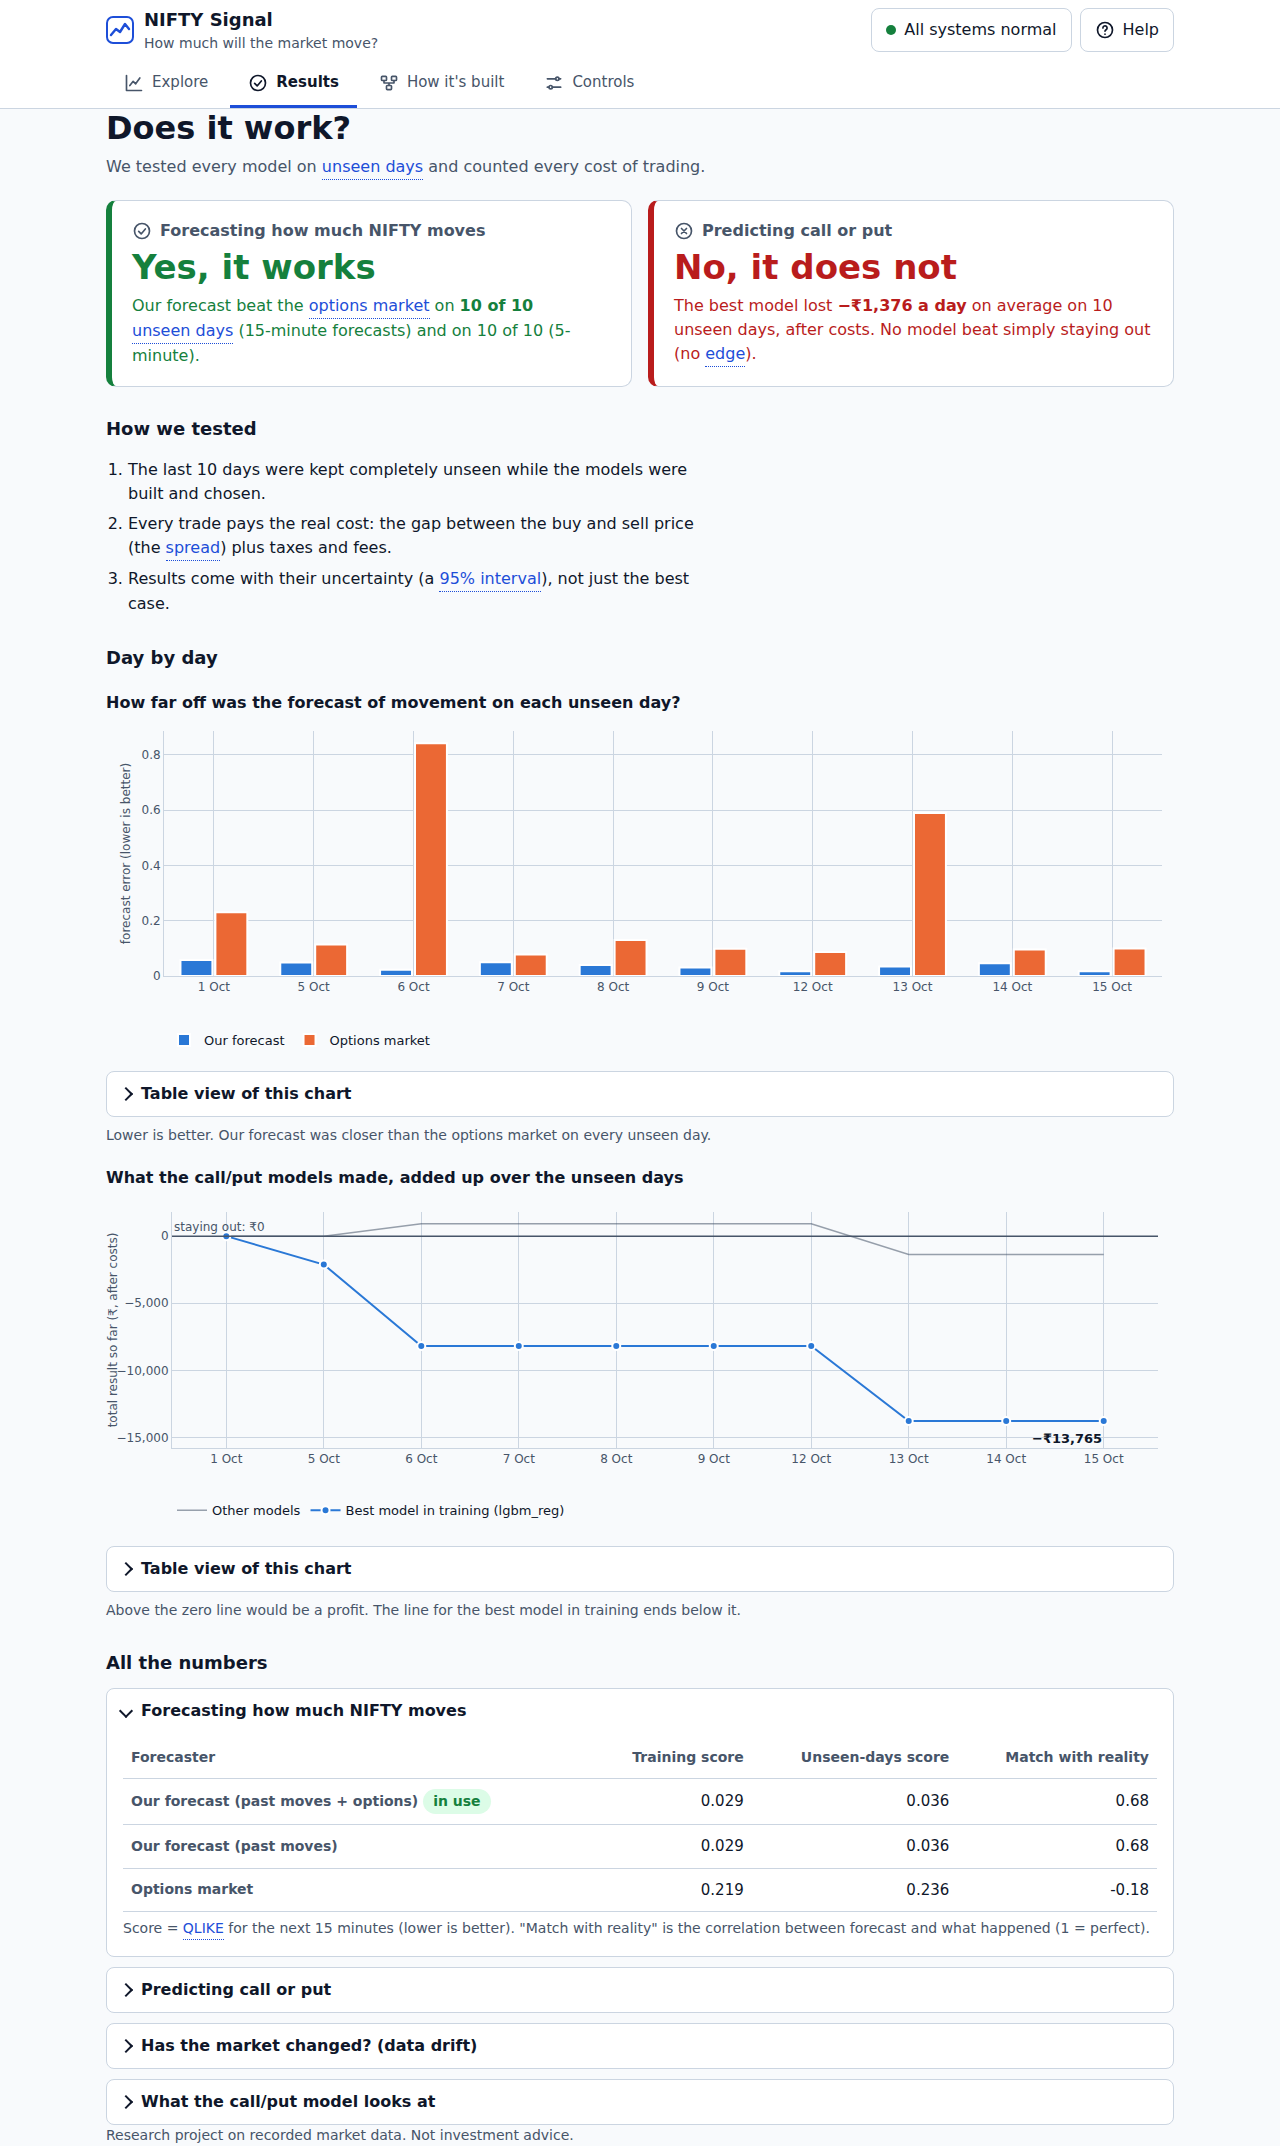 NIFTY Signal
How much will the market move?
All systems normal
Help
Explore
Results
How it's built
Controls
Does it work?
We tested every model on unseen days and counted every cost of trading.
Forecasting how much NIFTY moves
Yes, it works
Our forecast beat the options market on 10 of 10
unseen days (15-minute forecasts) and on 10 of 10 (5-
minute).
Predicting call or put
No, it does not
The best model lost −₹1,376 a day on average on 10
unseen days, after costs. No model beat simply staying out
(no edge).
How we tested
1. The last 10 days were kept completely unseen while the models were
built and chosen.
2. Every trade pays the real cost: the gap between the buy and sell price
(the spread) plus taxes and fees.
3. Results come with their uncertainty (a 95% interval), not just the best
case.
Day by day
How far off was the forecast of movement on each unseen day?
forecast error (lower is better)
0.8
0.6
0.4
0.2
0
1 Oct
5 Oct
6 Oct
7 Oct
8 Oct
9 Oct
12 Oct
13 Oct
14 Oct
15 Oct
Our forecast
Options market
Table view of this chart
Lower is better. Our forecast was closer than the options market on every unseen day.
What the call/put models made, added up over the unseen days
total result so far (₹, after costs)
staying out: ₹0
0
−5,000
−10,000
−15,000
−₹13,765
1 Oct
5 Oct
6 Oct
7 Oct
8 Oct
9 Oct
12 Oct
13 Oct
14 Oct
15 Oct
Other models
Best model in training (lgbm_reg)
Table view of this chart
Above the zero line would be a profit. The line for the best model in training ends below it.
All the numbers
Forecasting how much NIFTY moves
Forecaster Training score Unseen-days score Match with reality
Our forecast (past moves + options) in use 0.029 0.036 0.68
Our forecast (past moves) 0.029 0.036 0.68
Options market 0.219 0.236 -0.18
Score = QLIKE for the next 15 minutes (lower is better). "Match with reality" is the correlation between forecast and what happened (1 = perfect).
Predicting call or put
Has the market changed? (data drift)
What the call/put model looks at
Research project on recorded market data. Not investment advice.